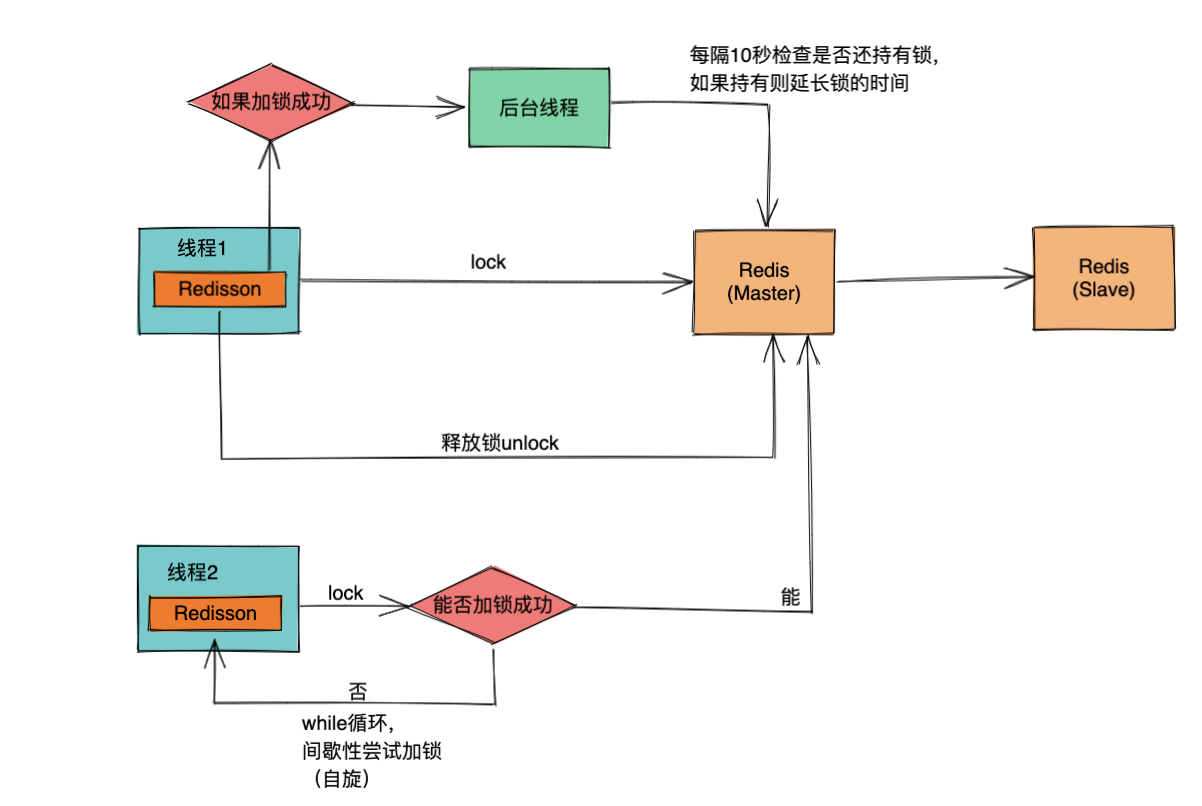 每隔10秒检查是否还持有锁，
如果持有则延长锁的时间
如果加锁成功
后台线程
线程1
Redisson
lock
Redis
(Master)
Redis
(Slave)
释放锁unlock
线程2
Redisson
lock
能否加锁成功
能
否
while循环，
间歇性尝试加锁
（自旋）